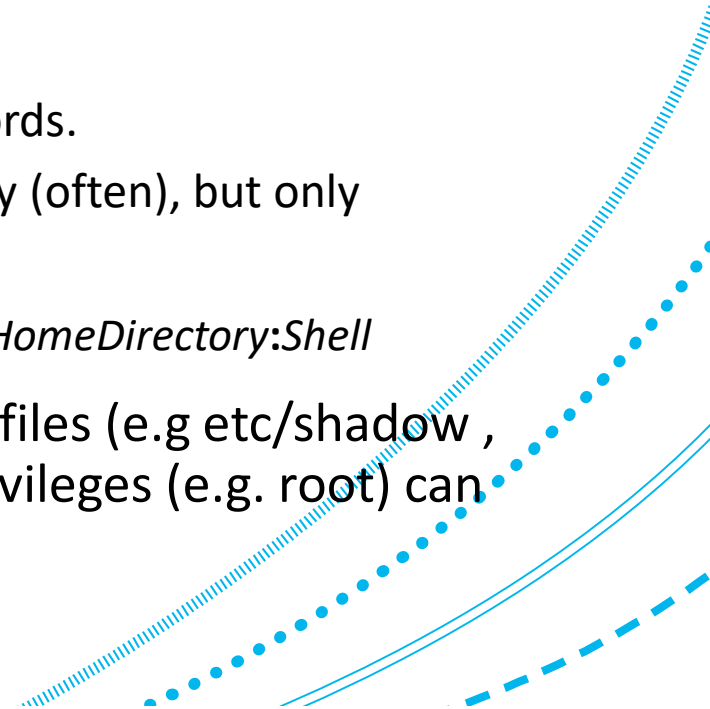 rds.
y (often), but only
HomeDirectory:Shell
files (e.g etc/shadow ,
vileges (e.g. root) can